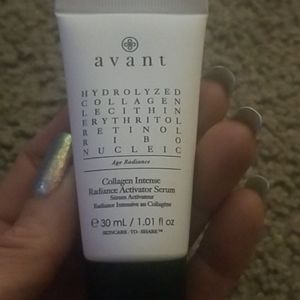 avant
HYDROLYZED
COLLAGEN
LECITHIN
ERYTHRITOL
RETINOL
RIBO
NUCLEIC
Age Radiance
Collagen Intense
Radiance Activator Serum
Sérum Activateur
Radiance Intensive au Collagène
e 30 mL / 1.01 fl oz
SKINCARE /TO- SHARE™